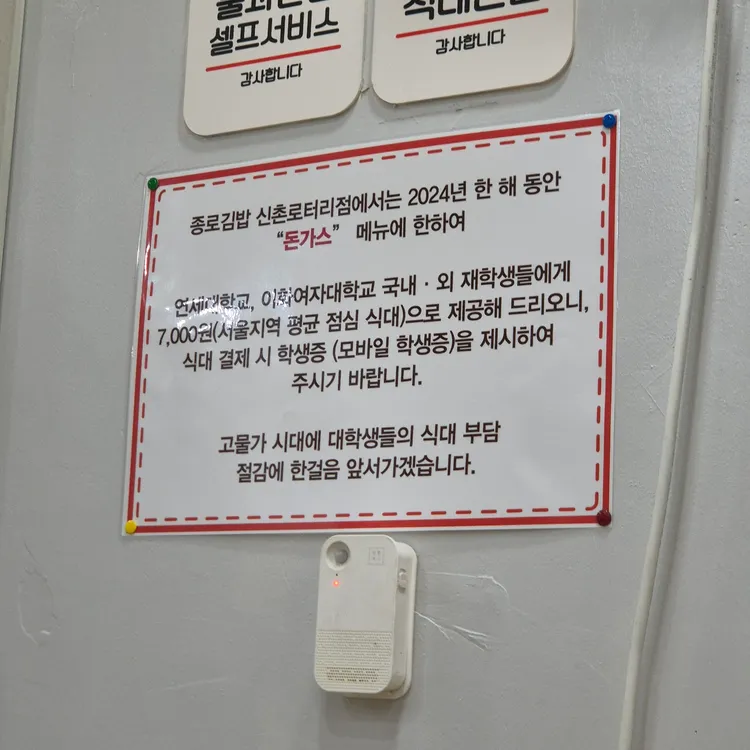 셀프서비스
감사합니다
감사합니다
종로김밥 신촌로터리점에서는 2024년 한 해 동안
“돈가스” 메뉴에 한하여
연세대학교, 이화여자대학교 국내 · 외 재학생들에게
7,000원(서울지역 평균 점심 식대)으로 제공해 드리오니,
식대 결제 시 학생증 (모바일 학생증)을 제시하여
주시기 바랍니다.
고물가 시대에 대학생들의 식대 부담
절감에 한걸음 앞서가겠습니다.